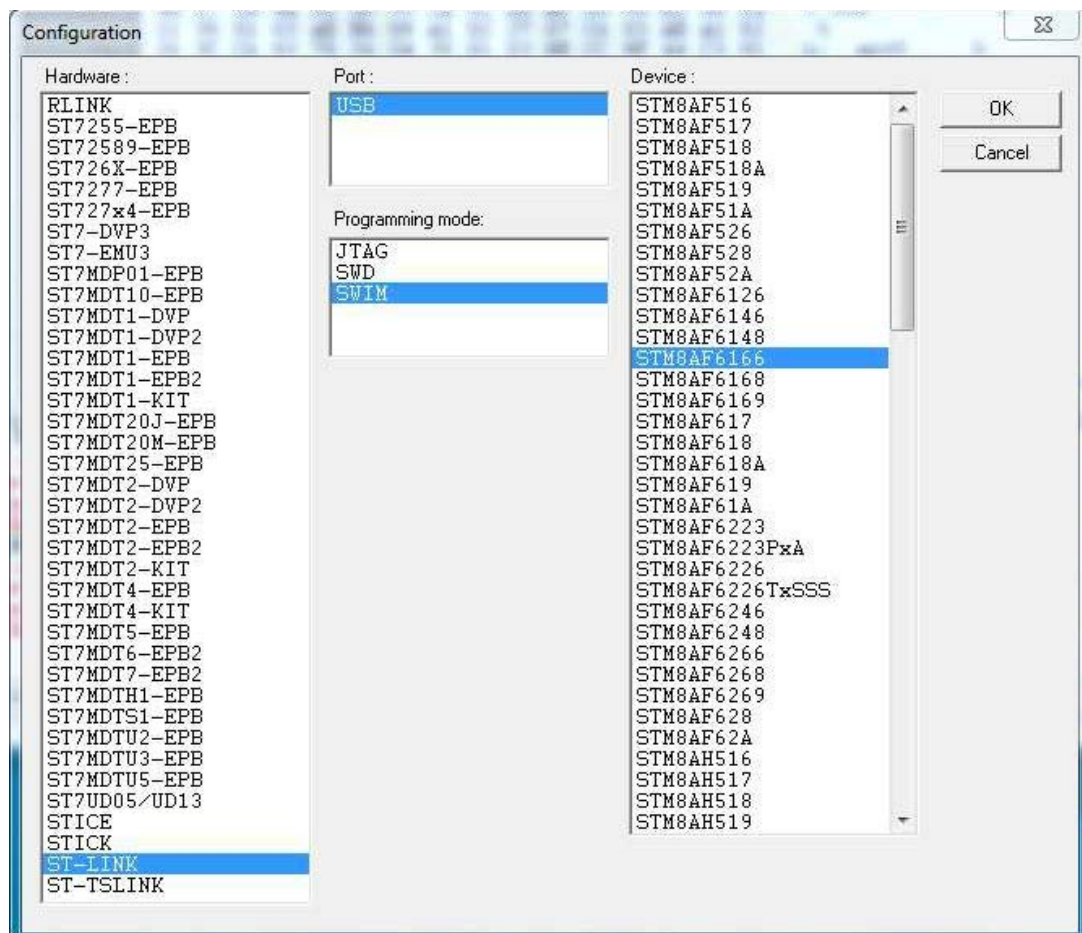 Configuration
Hardware :
RLINK
ST7255-EPB
ST72589-EPB
ST726X-EPB
ST7277-EPB
ST727x4-EPB
ST7-DVP3
ST7-EMU3
ST7MDP01-EPB
ST7MDT10-EPB
ST7MDT1-DVP
ST7MDT1-DVP2
ST7MDT1-EPB
ST7MDT1-EPB2
ST7MDT1-KIT
ST7MDT20J-EPB
ST7MDT20M-EPB
ST7MDT25-EPB
ST7MDT2-DVP
ST7MDT2-DVP2
ST7MDT2-EPB
ST7MDT2-EPB2
ST7MDT2-KIT
ST7MDT4-EPB
ST7MDT4-KIT
ST7MDT5-EPB
ST7MDT6-EPB2
ST7MDT7-EPB2
ST7MDTH1-EPB
ST7MDTS1-EPB
ST7MDTU2-EPB
ST7MDTU3-EPB
ST7MDTU5-EPB
ST7UD05/UD13
STICE
STICK
ST-LINK
ST-TSLINK
Port :
USB
Programming mode:
JTAG
SWD
SWIM
Device :
STM8AF516
STM8AF517
STM8AF518
STM8AF518A
STM8AF519
STM8AF51A
STM8AF526
STM8AF528
STM8AF52A
STM8AF6126
STM8AF6146
STM8AF6148
STM8AF6166
STM8AF6168
STM8AF6169
STM8AF617
STM8AF618
STM8AF618A
STM8AF619
STM8AF61A
STM8AF6223
STM8AF6223PxA
STM8AF6226
STM8AF6226TxSSS
STM8AF6246
STM8AF6248
STM8AF6266
STM8AF6268
STM8AF6269
STM8AF628
STM8AF62A
STM8AH516
STM8AH517
STM8AH518
STM8AH519
OK
Cancel